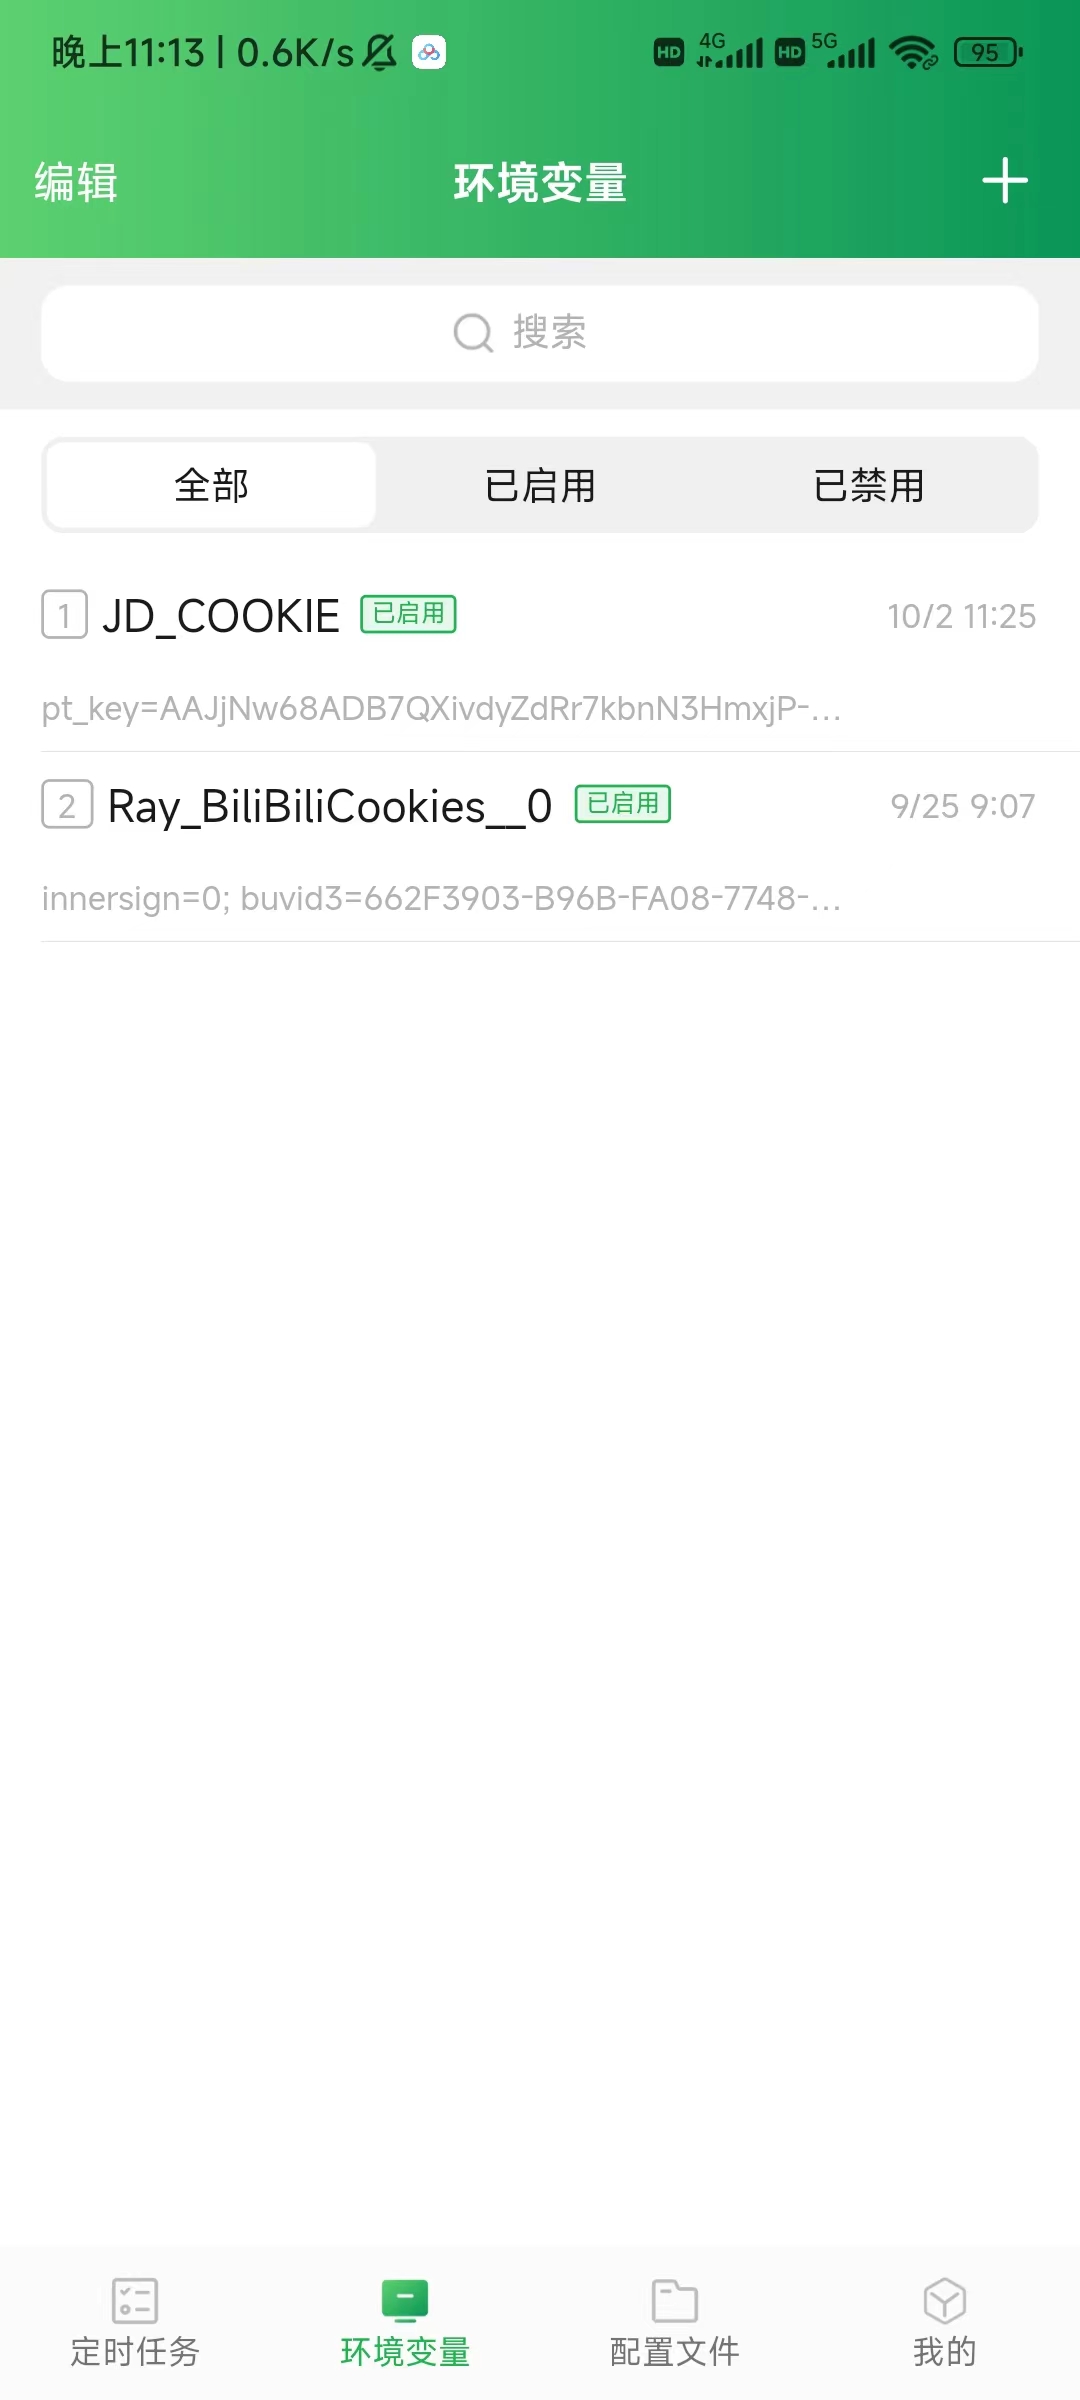 晚上11:13 | 0.6K/s
HD 4G HD 5G 95
编辑 环境变量
搜索
全部 已启用 已禁用
1 JD_COOKIE 已启用 10/2 11:25
pt_key=AAJjNw68ADB7QXivdyZdRr7kbnN3HmxjP-...
2 Ray_BiliBiliCookies__0 已启用 9/25 9:07
innersign=0; buvid3=662F3903-B96B-FA08-7748-...
定时任务 环境变量 配置文件 我的